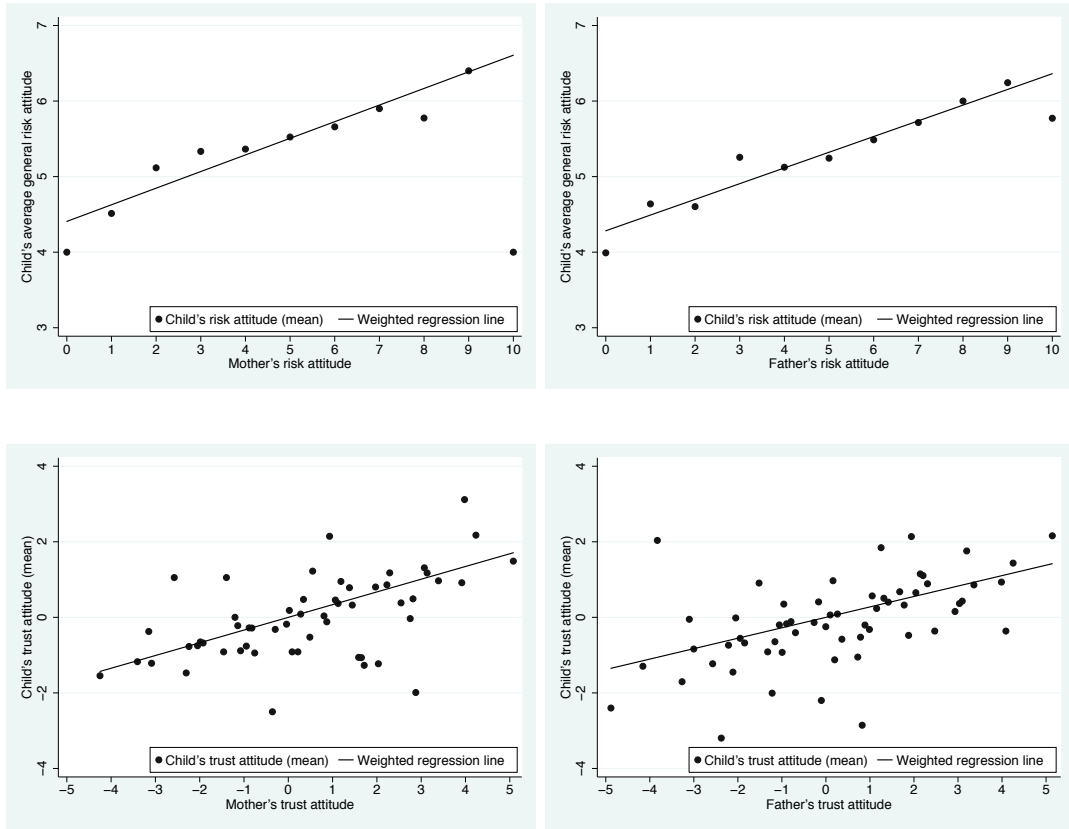 Child's average general risk attitude
7
6
5
4
3
Child's risk attitude (mean) Weighted regression line
0 1 2 3 4 5 6 7 8 9 10
Mother's risk attitude
Child's average general risk attitude
7
6
5
4
3
Child's risk attitude (mean) Weighted regression line
0 1 2 3 4 5 6 7 8 9 10
Father's risk attitude
Child's trust attitude (mean)
4
2
0
−2
−4
Child's trust attitude (mean) Weighted regression line
−5 −4 −3 −2 −1 0 1 2 3 4 5
Mother's trust attitude
Child's trust attitude (mean)
4
2
0
−2
−4
Child's trust attitude (mean) Weighted regression line
−5 −4 −3 −2 −1 0 1 2 3 4 5
Father's trust attitude